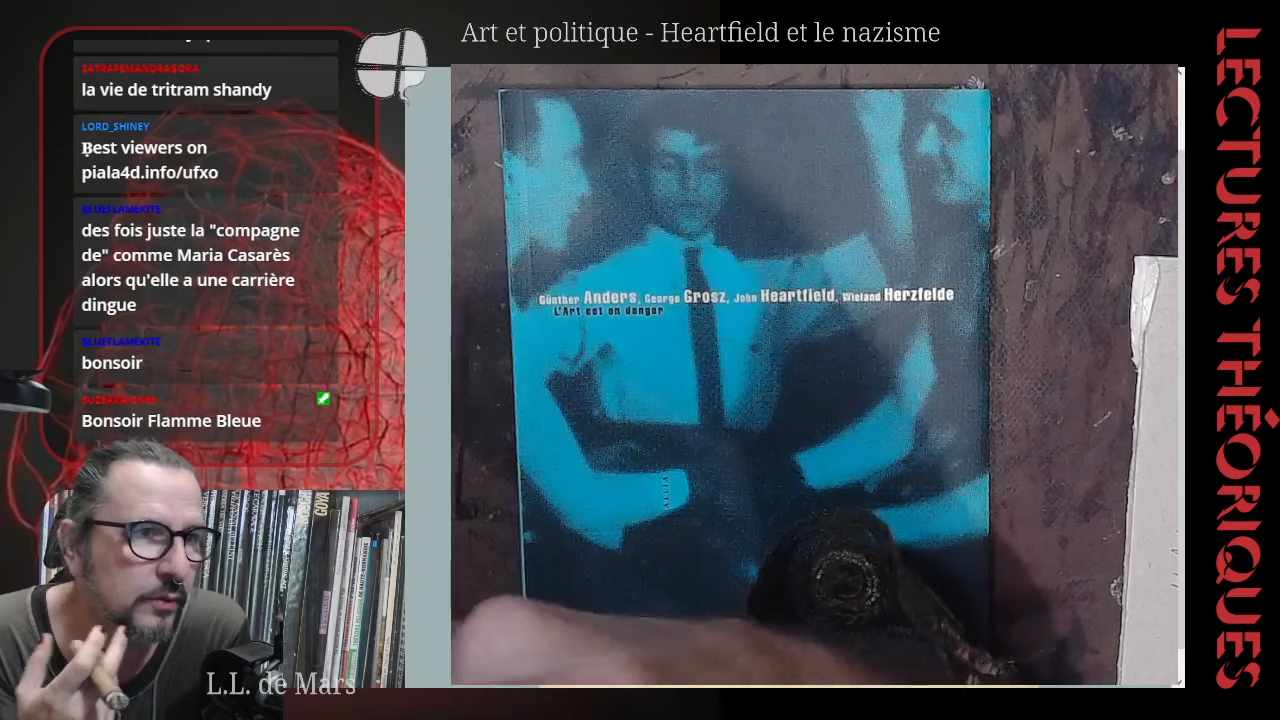 Art et politique - Heartfield et le nazisme
SATRAPEMANDRAGORA
la vie de tritram shandy
LORD_SHINEY
Best viewers on
piala4d.info/ufxo
BLUEFLAMEKITE
des fois juste la "compagne
de" comme Maria Casarès
alors qu'elle a une carrière
dingue
BLUEFLAMEKITE
bonsoir
Bonsoir Flamme Bleue
Günther Anders, George Grosz, John Heartfield, Wieland Herzfelde
L'Art est en danger
ALLIA
GOYA
L.L. de Mars
LECTURES THÉORIQUES